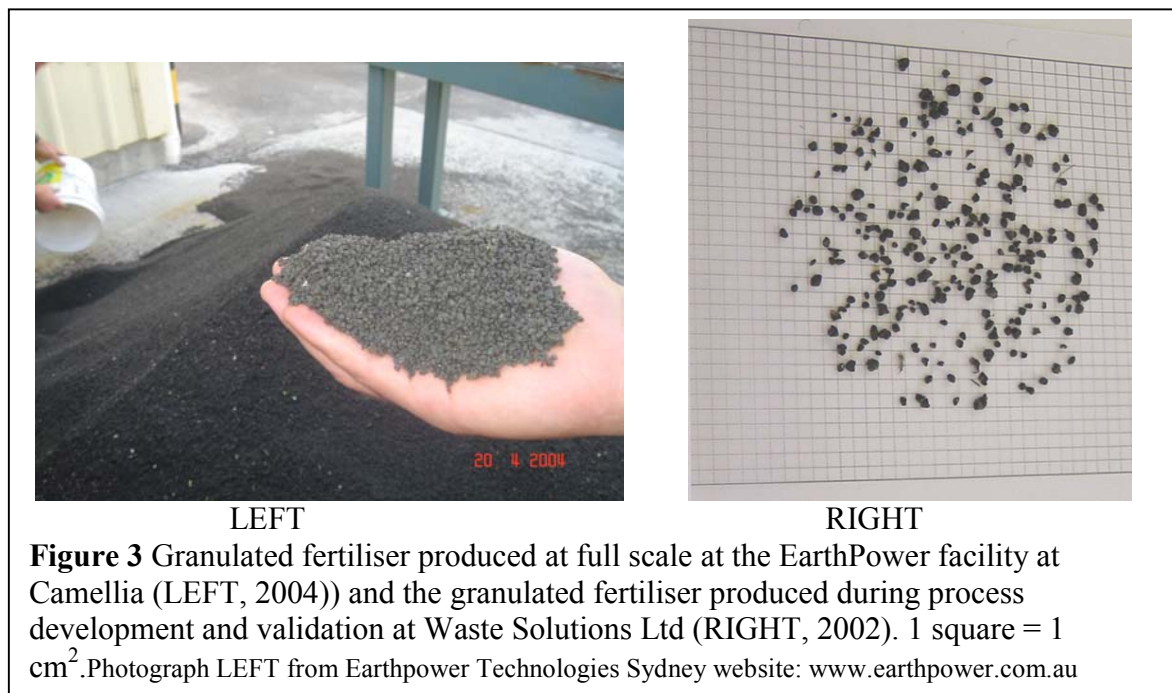 20 4 2004
LEFT
RIGHT
Figure 3 Granulated fertiliser produced at full scale at the EarthPower facility at
Camellia (LEFT, 2004)) and the granulated fertiliser produced during process
development and validation at Waste Solutions Ltd (RIGHT, 2002). 1 square = 1
cm².Photograph LEFT from Earthpower Technologies Sydney website: www.earthpower.com.au